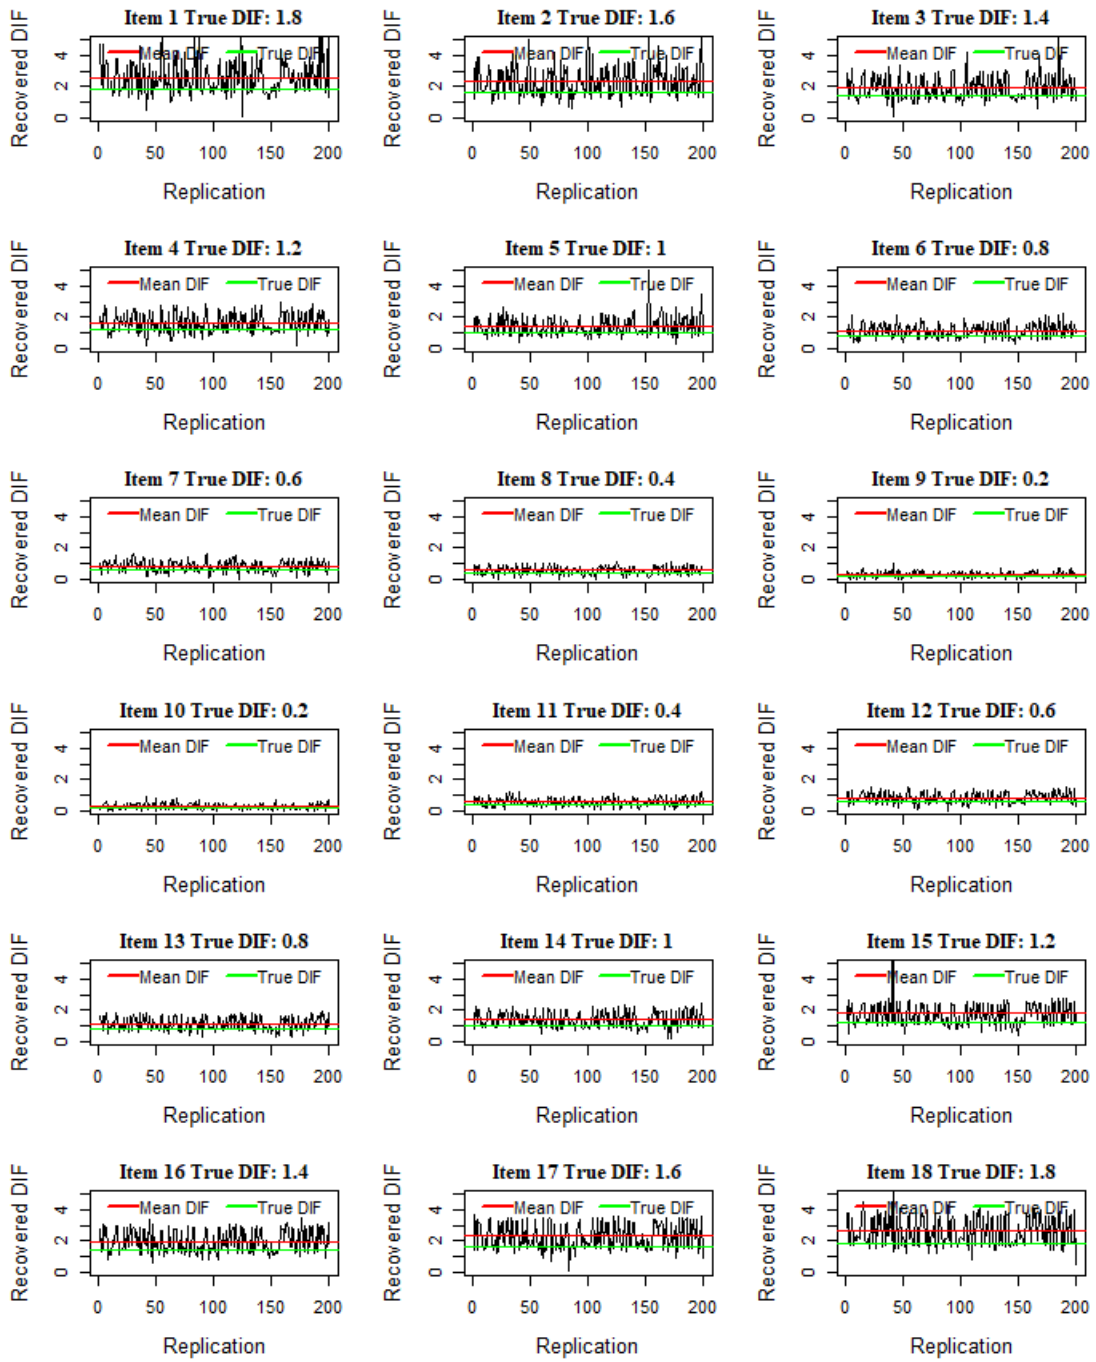 Item 1 True DIF: 1.8
Recovered DIF
Mean DIF True DIF
4
2
0
0 50 100 150 200
Replication
Item 2 True DIF: 1.6
Recovered DIF
Mean DIF True DIF
4
2
0
0 50 100 150 200
Replication
Item 3 True DIF: 1.4
Recovered DIF
Mean DIF True DIF
4
2
0
0 50 100 150 200
Replication
Item 4 True DIF: 1.2
Recovered DIF
Mean DIF True DIF
4
2
0
0 50 100 150 200
Replication
Item 5 True DIF: 1
Recovered DIF
Mean DIF True DIF
4
2
0
0 50 100 150 200
Replication
Item 6 True DIF: 0.8
Recovered DIF
Mean DIF True DIF
4
2
0
0 50 100 150 200
Replication
Item 7 True DIF: 0.6
Recovered DIF
Mean DIF True DIF
4
2
0
0 50 100 150 200
Replication
Item 8 True DIF: 0.4
Recovered DIF
Mean DIF True DIF
4
2
0
0 50 100 150 200
Replication
Item 9 True DIF: 0.2
Recovered DIF
Mean DIF True DIF
4
2
0
0 50 100 150 200
Replication
Item 10 True DIF: 0.2
Recovered DIF
Mean DIF True DIF
4
2
0
0 50 100 150 200
Replication
Item 11 True DIF: 0.4
Recovered DIF
Mean DIF True DIF
4
2
0
0 50 100 150 200
Replication
Item 12 True DIF: 0.6
Recovered DIF
Mean DIF True DIF
4
2
0
0 50 100 150 200
Replication
Item 13 True DIF: 0.8
Recovered DIF
Mean DIF True DIF
4
2
0
0 50 100 150 200
Replication
Item 14 True DIF: 1
Recovered DIF
Mean DIF True DIF
4
2
0
0 50 100 150 200
Replication
Item 15 True DIF: 1.2
Recovered DIF
Mean DIF True DIF
4
2
0
0 50 100 150 200
Replication
Item 16 True DIF: 1.4
Recovered DIF
Mean DIF True DIF
4
2
0
0 50 100 150 200
Replication
Item 17 True DIF: 1.6
Recovered DIF
Mean DIF True DIF
4
2
0
0 50 100 150 200
Replication
Item 18 True DIF: 1.8
Recovered DIF
Mean DIF True DIF
4
2
0
0 50 100 150 200
Replication